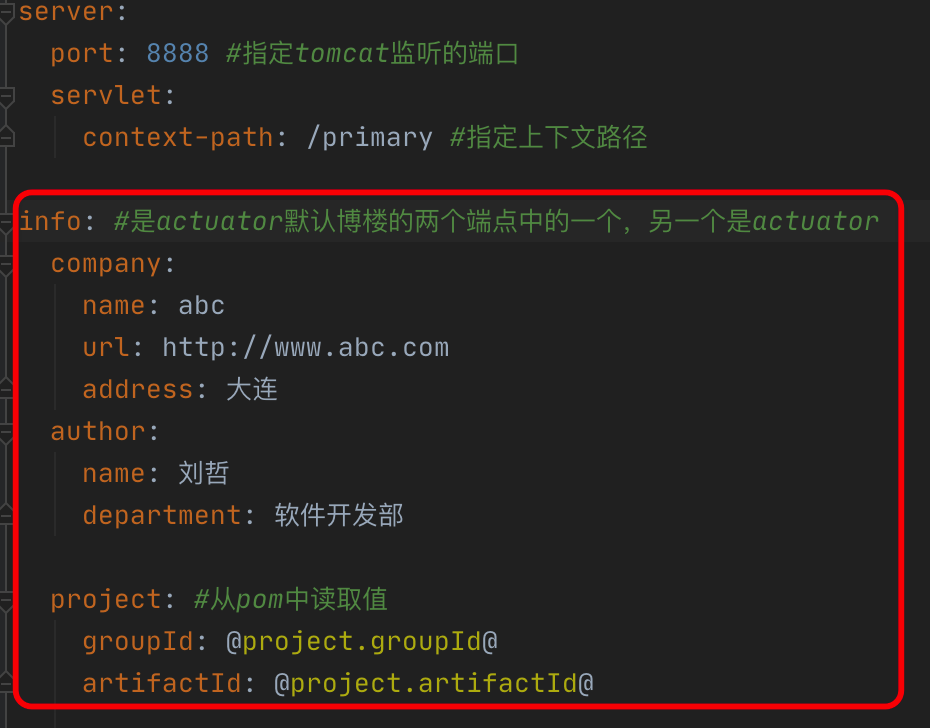 server:
port: 8888 #指定tomcat监听的端口
servlet:
context-path: /primary #指定上下文路径
info: #是actuator默认博楼的两个端点中的一个，另一个是actuator
company:
name: abc
url: http://www.abc.com
address: 大连
author:
name: 刘哲
department: 软件开发部
project: #从pom中读取值
groupId: @project.groupId@
artifactId: @project.artifactId@